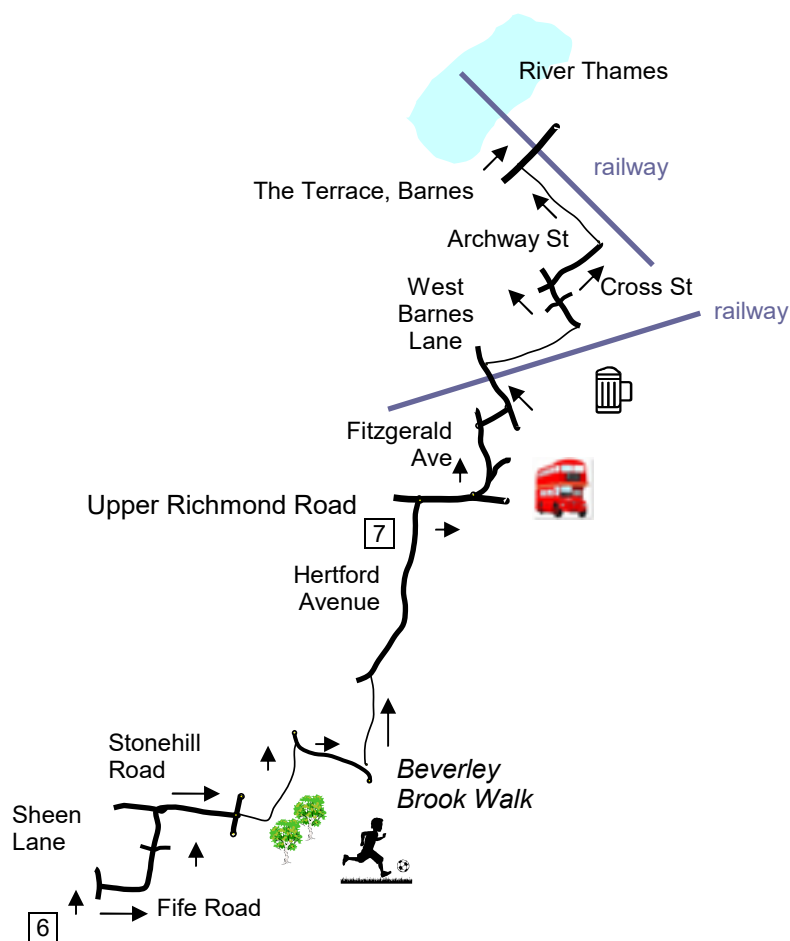 River Thames
railway
The Terrace, Barnes
Archway St
West
Barnes
Lane
Cross St
railway
Fitzgerald
Ave
Upper Richmond Road
7
Hertford
Avenue
Stonehill
Road
Beverley
Brook Walk
Sheen
Lane
Fife Road
6